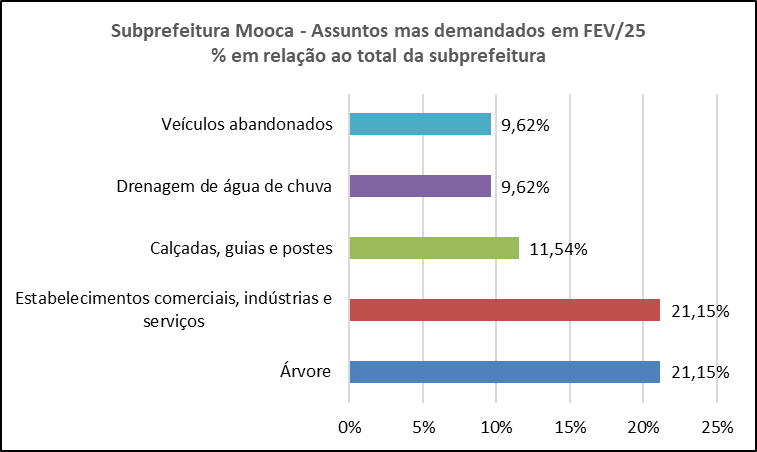 Subprefeitura Mooca - Assuntos mas demandados em FEV/25
% em relação ao total da subprefeitura
Veículos abandonados
9,62%
Drenagem de água de chuva
9,62%
Calçadas, guias e postes
11,54%
Estabelecimentos comerciais, indústrias e
serviços
21,15%
Árvore
21,15%
0% 5% 10% 15% 20% 25%